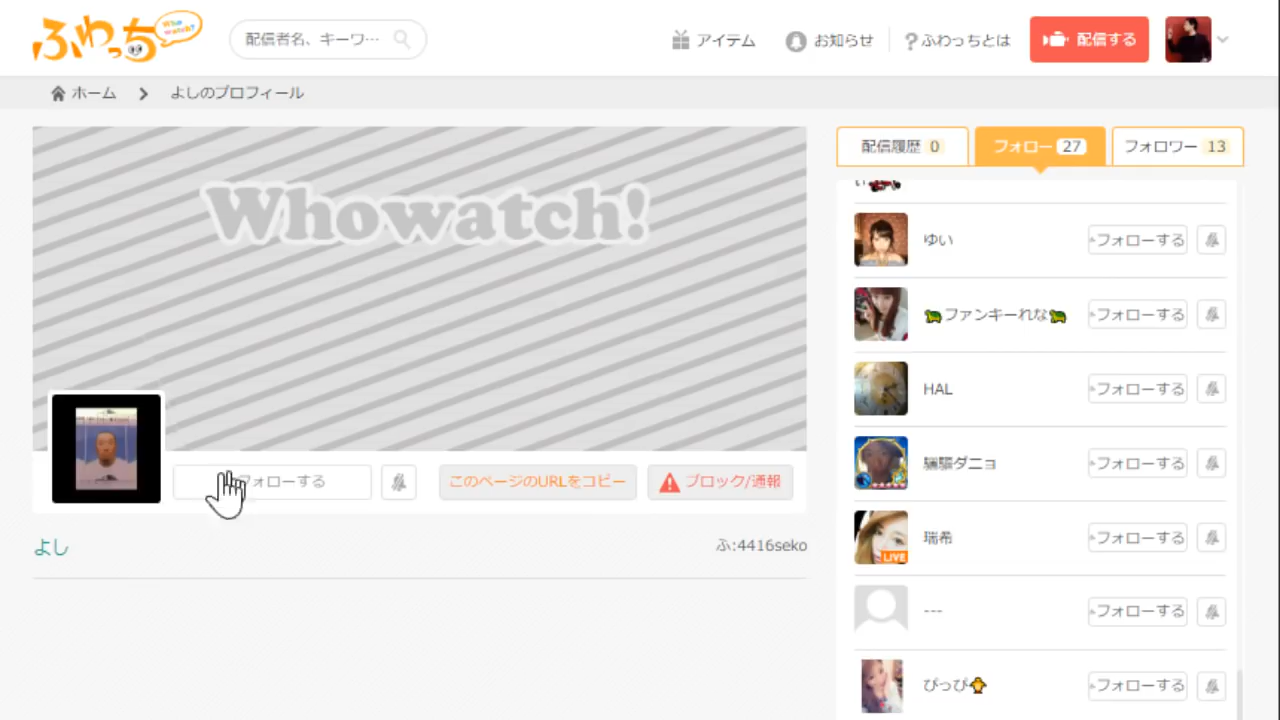 ふわっち Who watch?
配信者名、キーワ…
アイテム
お知らせ
?ふわっちとは
配信する
ホーム
よしのプロフィール
Whowatch!
フォローする
このページのURLをコピー
ブロック/通報
よし
ふ:4416seko
配信履歴 0
フォロー 27
フォロワー 13
ゆい
フォローする
ファンキーれな
フォローする
HAL
フォローする
ダニョ
フォローする
瑞希
LIVE
フォローする
---
フォローする
ぴっぴ
フォローする